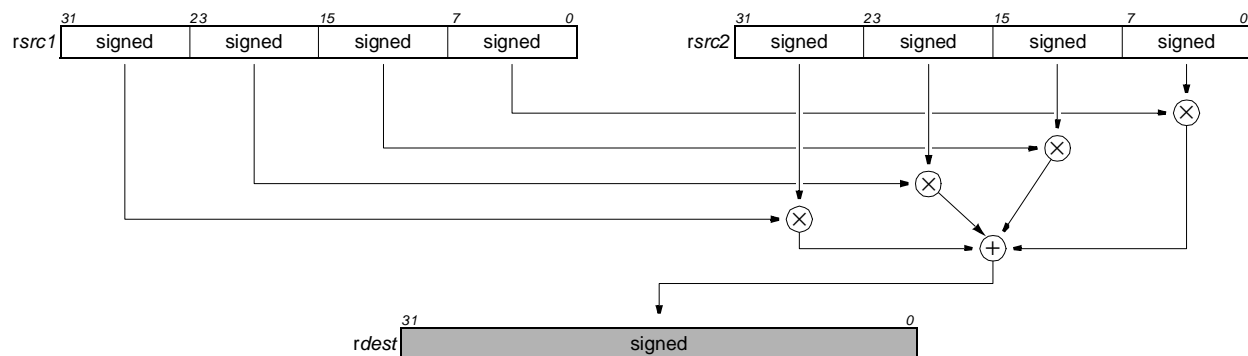 31 23 15 7 0 31 23 15 7 0
rsrc1 signed signed signed signed rsrc2 signed signed signed signed
×
×
×
×
+
31 0
rdest signed